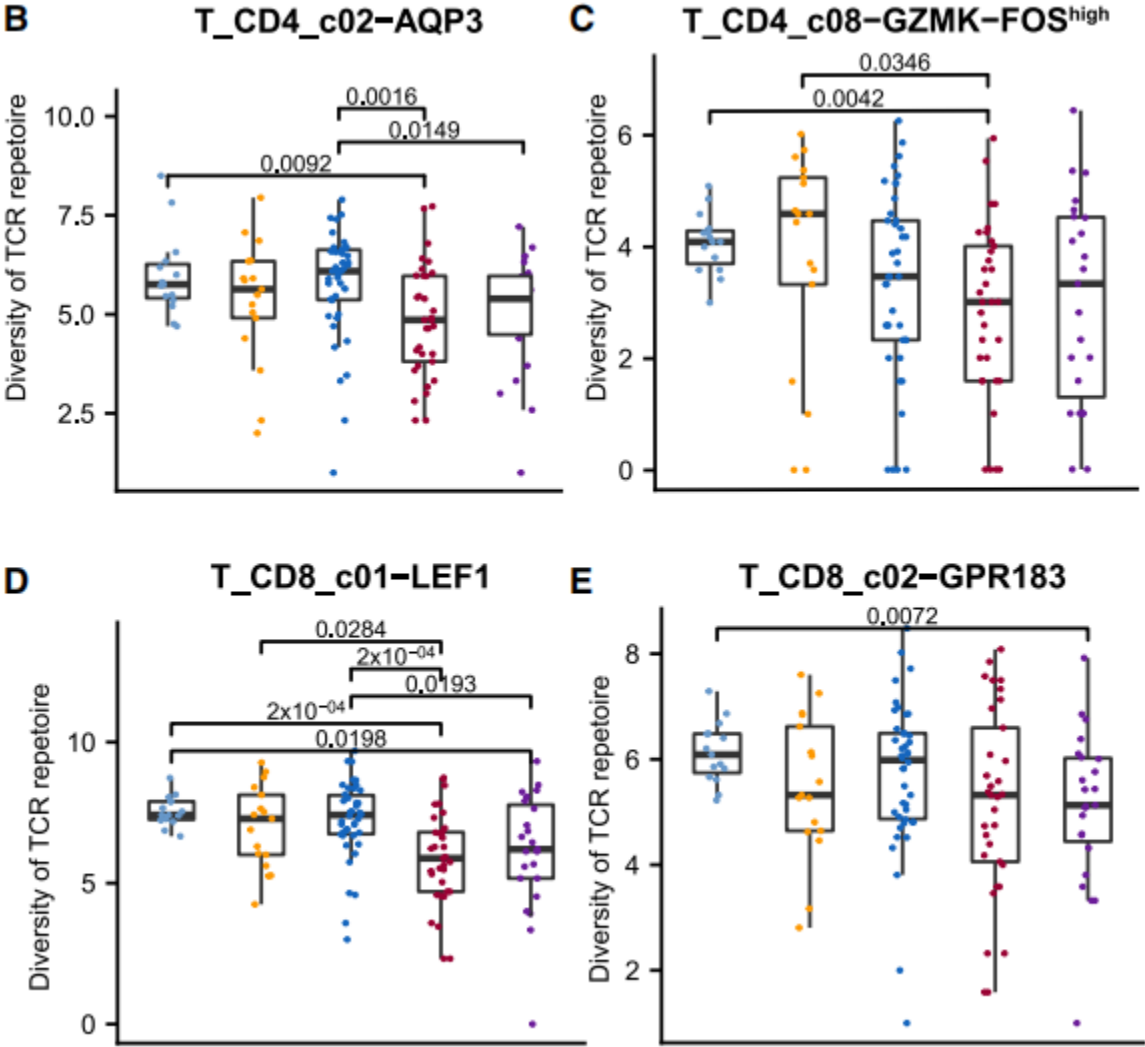 B
T_CD4_c02−AQP3
Diversity of TCR repetoire
10.0
7.5
5.0
2.5
0.0016
0.0149
0.0092
C
T_CD4_c08−GZMK−FOShigh
Diversity of TCR repetoire
6
4
2
0
0.0346
0.0042
D
T_CD8_c01−LEF1
Diversity of TCR repetoire
10
5
0
0.0284
2x10−04
0.0193
2x10−04
0.0198
E
T_CD8_c02−GPR183
Diversity of TCR repetoire
8
6
4
2
0.0072